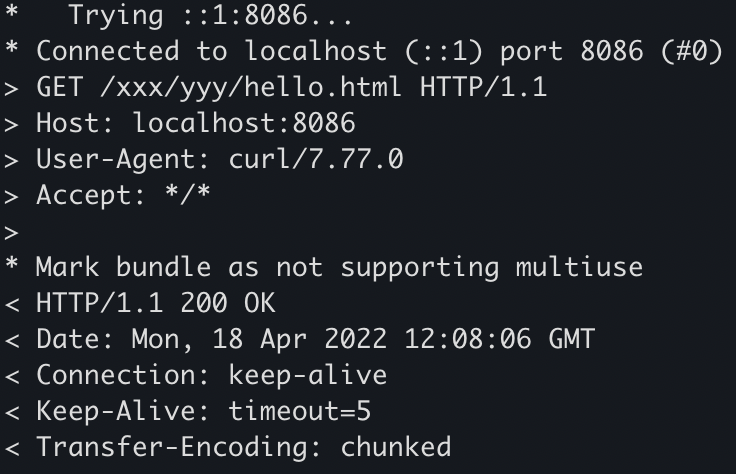 *   Trying ::1:8086...
* Connected to localhost (::1) port 8086 (#0)
> GET /xxx/yyy/hello.html HTTP/1.1
> Host: localhost:8086
> User-Agent: curl/7.77.0
> Accept: */*
>
* Mark bundle as not supporting multiuse
< HTTP/1.1 200 OK
< Date: Mon, 18 Apr 2022 12:08:06 GMT
< Connection: keep-alive
< Keep-Alive: timeout=5
< Transfer-Encoding: chunked